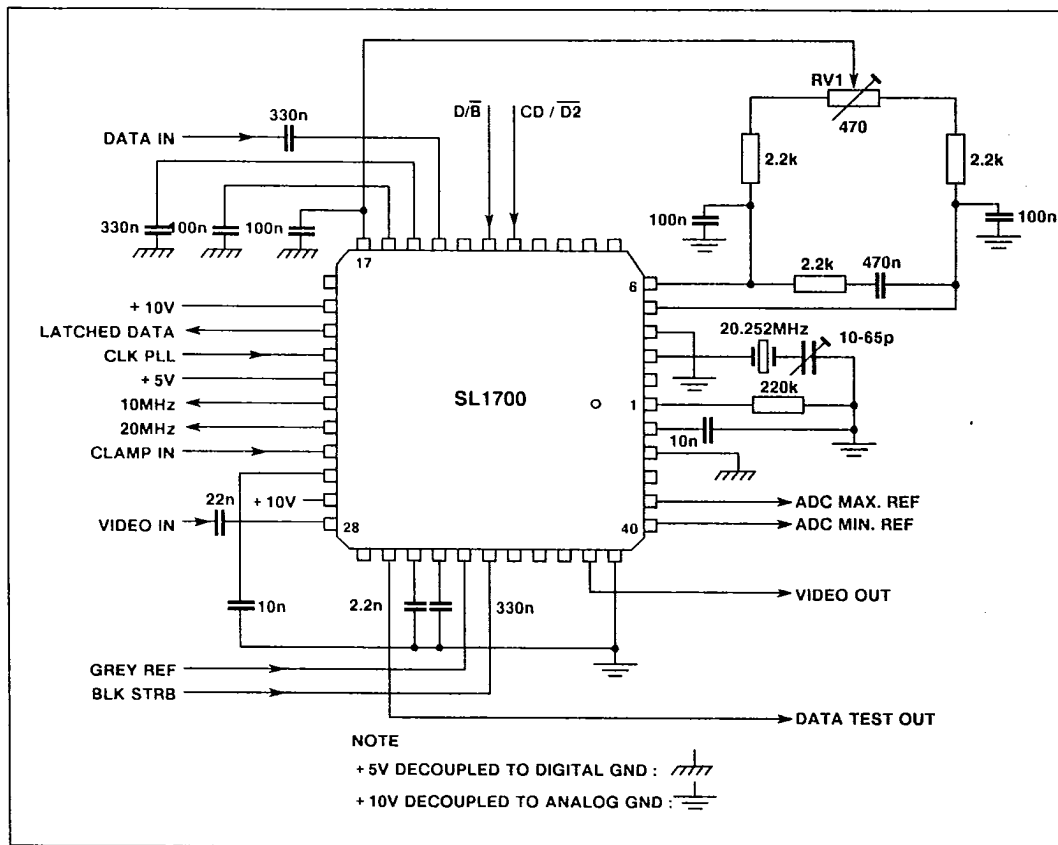 RV1
470
D/B̅
CD / D̅2̅
330n
DATA IN
2.2k
2.2k
330n
100n
100n
100n
100n
17
6
2.2k
470n
+ 10V
LATCHED DATA
CLK PLL
+ 5V
10MHz
20MHz
CLAMP IN
20.252MHz
10-65p
220k
SL1700
1
10n
22n
+ 10V
VIDEO IN
28
40
ADC MAX. REF
ADC MIN. REF
10n
2.2n
330n
VIDEO OUT
GREY REF
BLK STRB
DATA TEST OUT
NOTE
+ 5V DECOUPLED TO DIGITAL GND :
+ 10V DECOUPLED TO ANALOG GND :